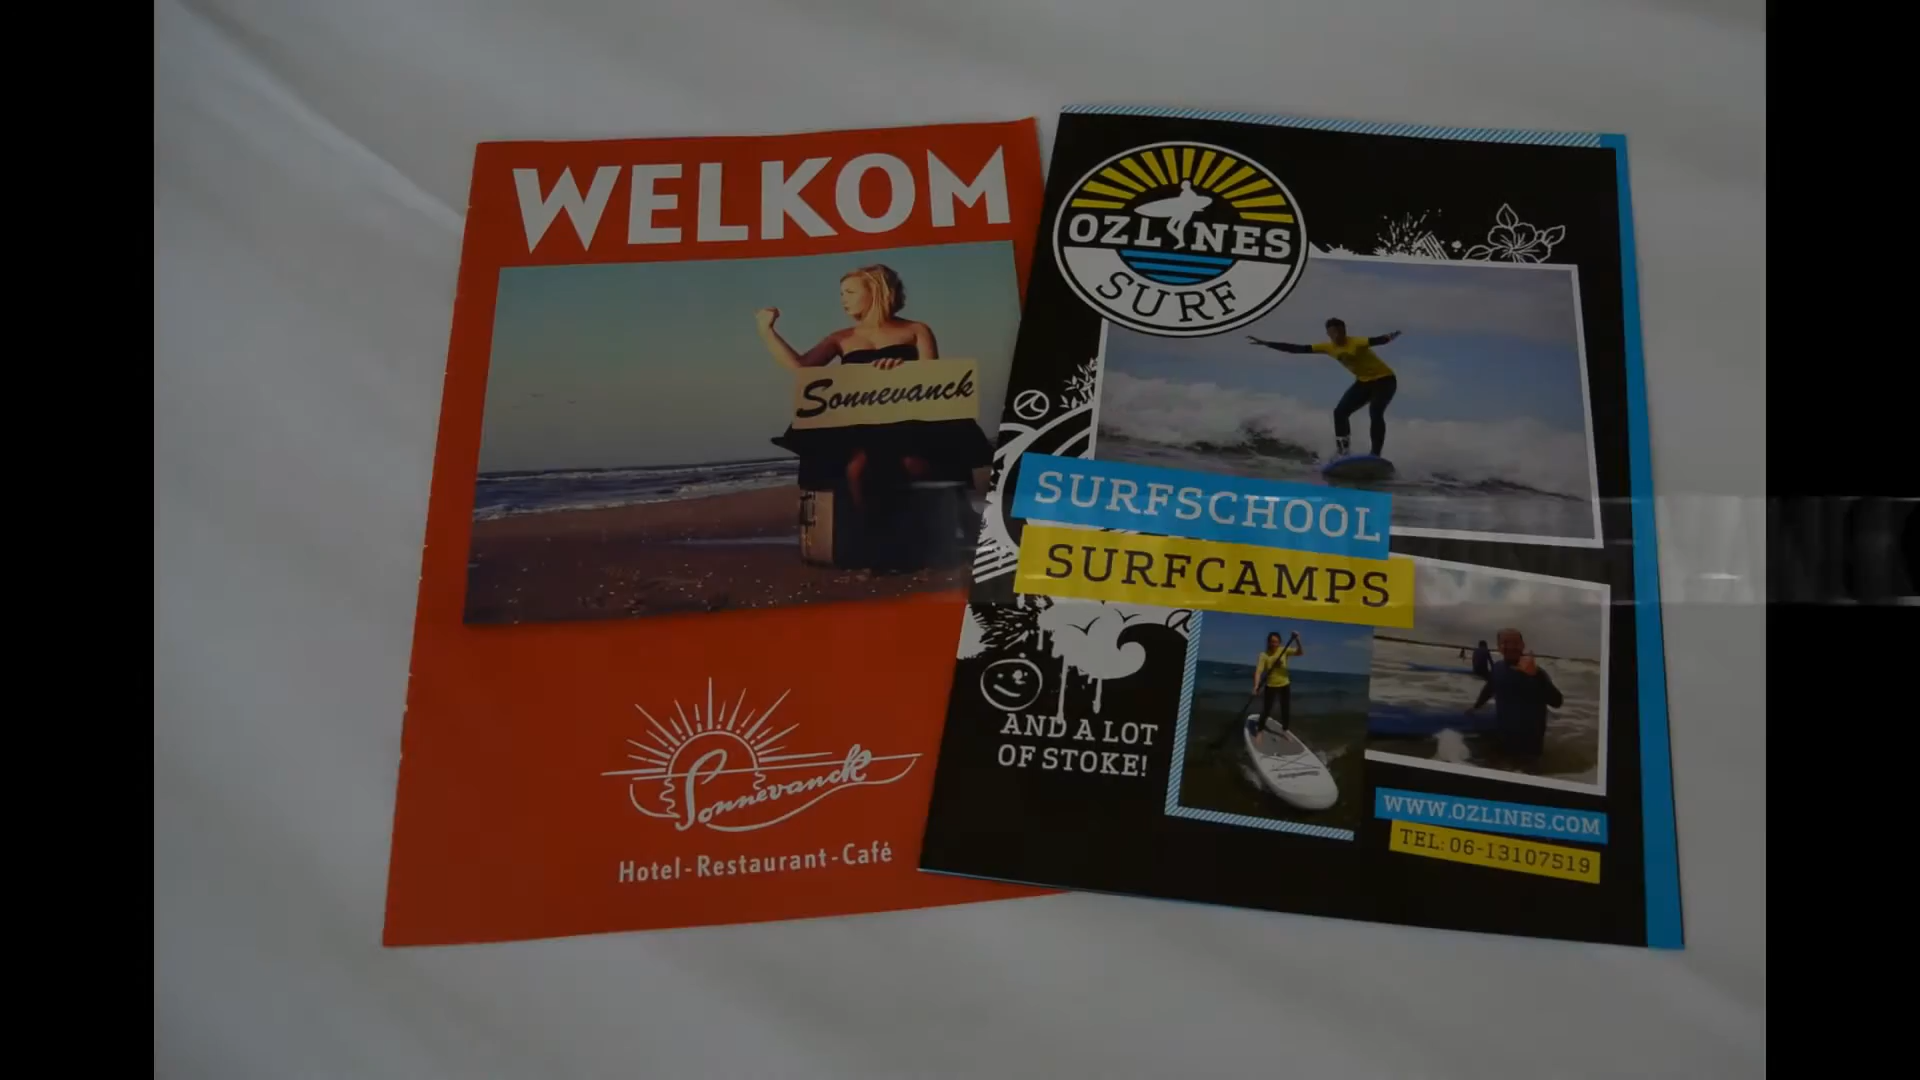 WELKOM
Sonnevanck
Sonnevanck
Hotel-Restaurant-Café
OZLINES
SURF
SURFSCHOOL
SURFCAMPS
AND A LOT
OF STOKE!
WWW.OZLINES.COM
TEL: 06-13107519